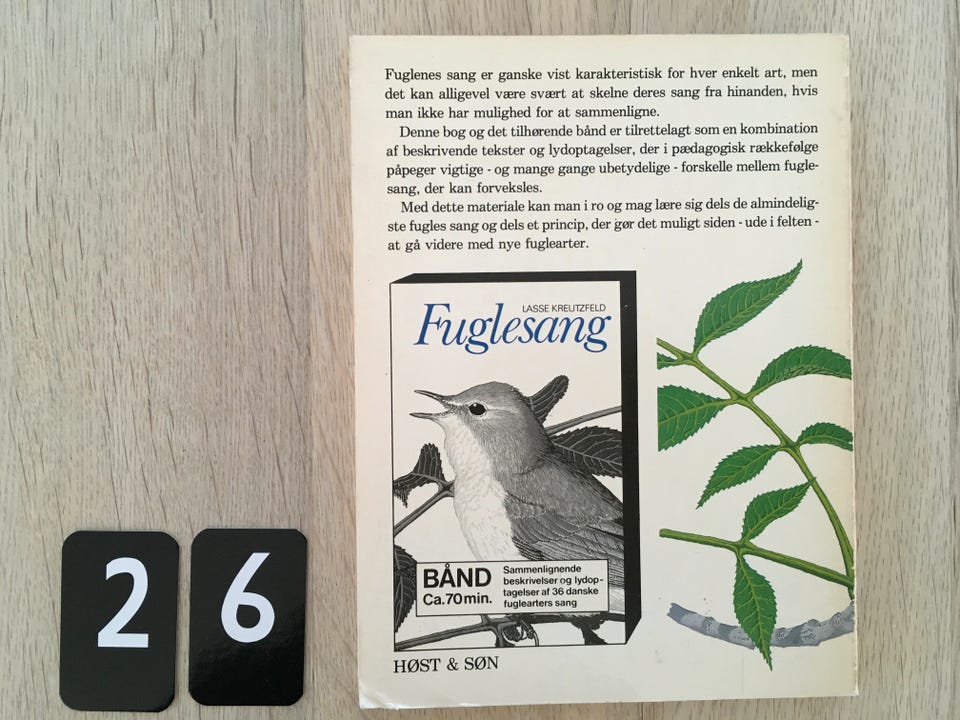 Fuglenes sang er ganske vist karakteristisk for hver enkelt art, men
det kan alligevel være svært at skelne deres sang fra hinanden, hvis
man ikke har mulighed for at sammenligne.
Denne bog og det tilhørende bånd er tilrettelagt som en kombination
af beskrivende tekster og lydoptagelser, der i pædagogisk rækkefølge
påpeger vigtige - og mange gange ubetydelige - forskelle mellem fugle-
sang, der kan forveksles.
Med dette materiale kan man i ro og mag lære sig dels de almindelig-
ste fugles sang og dels et princip, der gør det muligt siden - ude i felten -
at gå videre med nye fuglearter.
LASSE KREUTZFELD
Fuglesang
BÅND
Ca. 70 min.
Sammenlignende
beskrivelser og lydop-
tagelser af 36 danske
fuglearters sang
HØST & SØN
2 6